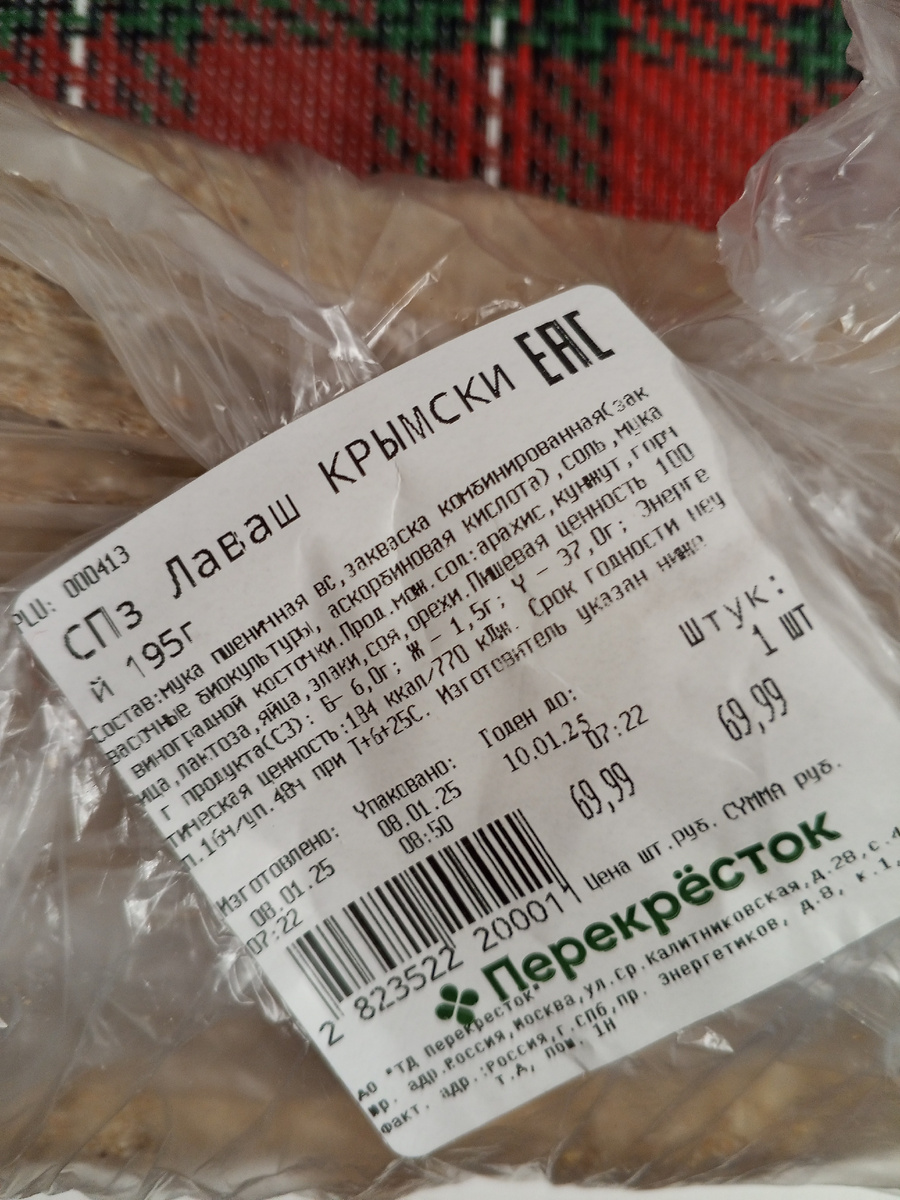 PLU: 000413
СПз Лаваш КРЫМСКИ ЕАС
й 195г
Состав:мука пшеничная вс,закваска комбинированная(зак
васочные биокультуры, аскорбиновая кислота),соль,мука
виноградной косточки.Прод.мож.сод:арахис,кунжут,горч
ица,лактоза,яйца,злаки,соя,орехи.Пищевая ценность 100
г продукта(СЗ): Б- 6,0г; Ж - 1,5г; У - 37,0г; Энерге
тическая ценность:184 ккал/770 кДж. Срок годности неу
п.16ч/уп.48ч при Т+6+25С. Изготовитель указан ниже.
Изготовлено: Упаковано: Годен до: штук:
08.01.25 08.01.25 10.01.25 1 шт
07:22 08:50 07:22
69,99 69,99
Цена шт.руб. СУММА руб.
2 823522 200011
Перекрёсток
АО "ТД перекресток"
юр. адр.Россия,Москва,ул.Ср.Калитниковская,д.28,с.4
Факт. адр.:Россия,г.Спб,пр. Энергетиков, д.8, к.1,
т.А, пом. 1Н